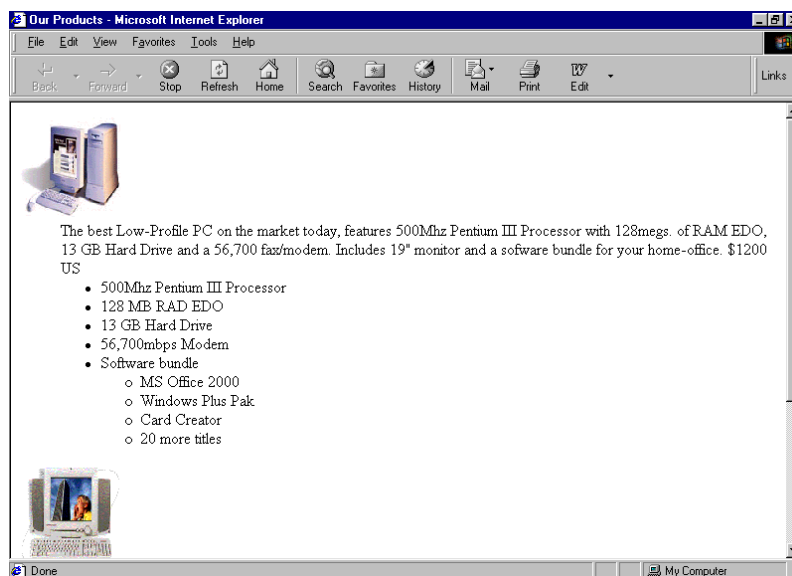 Our Products - Microsoft Internet Explorer
File Edit View Favorites Tools Help
Back Forward Stop Refresh Home Search Favorites History Mail Print Edit Links
The best Low-Profile PC on the market today, features 500Mhz Pentium III Processor with 128megs. of RAM EDO,
13 GB Hard Drive and a 56,700 fax/modem. Includes 19" monitor and a sofware bundle for your home-office. $1200
US
500Mhz Pentium III Processor
128 MB RAD EDO
13 GB Hard Drive
56,700mbps Modem
Software bundle
MS Office 2000
Windows Plus Pak
Card Creator
20 more titles
Done My Computer